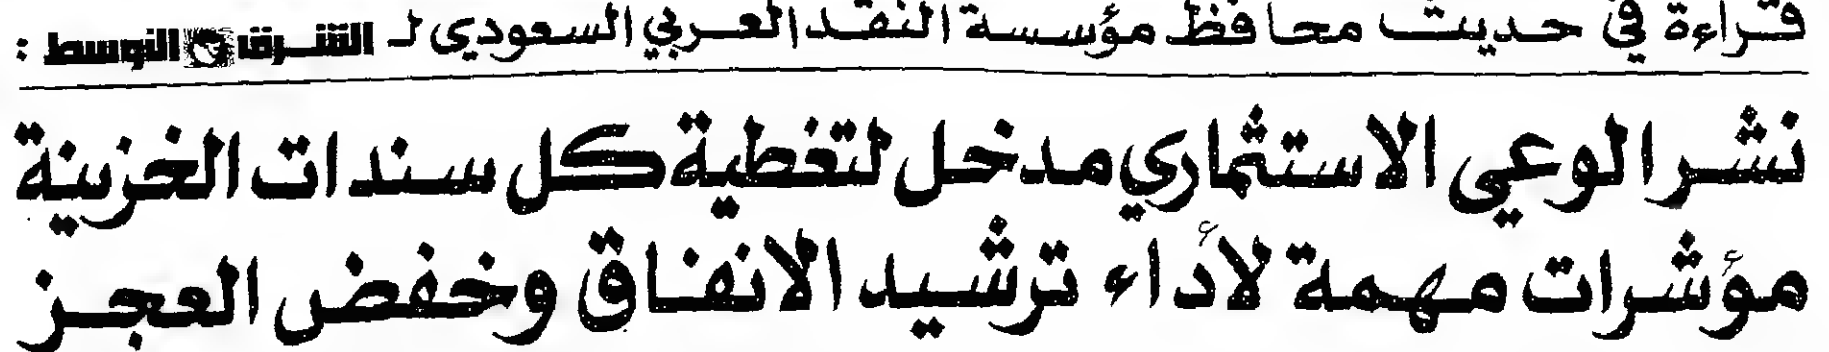 قراءة في حديث محافظ مؤسسة النقد العربي السعودي لـ الشرق الاوسط :
نشر الوعي الاستثماري مدخل لتغطية كل سندات الخزينة
مؤشرات مهمة لأداء ترشيد الانفاق وخفض العجز